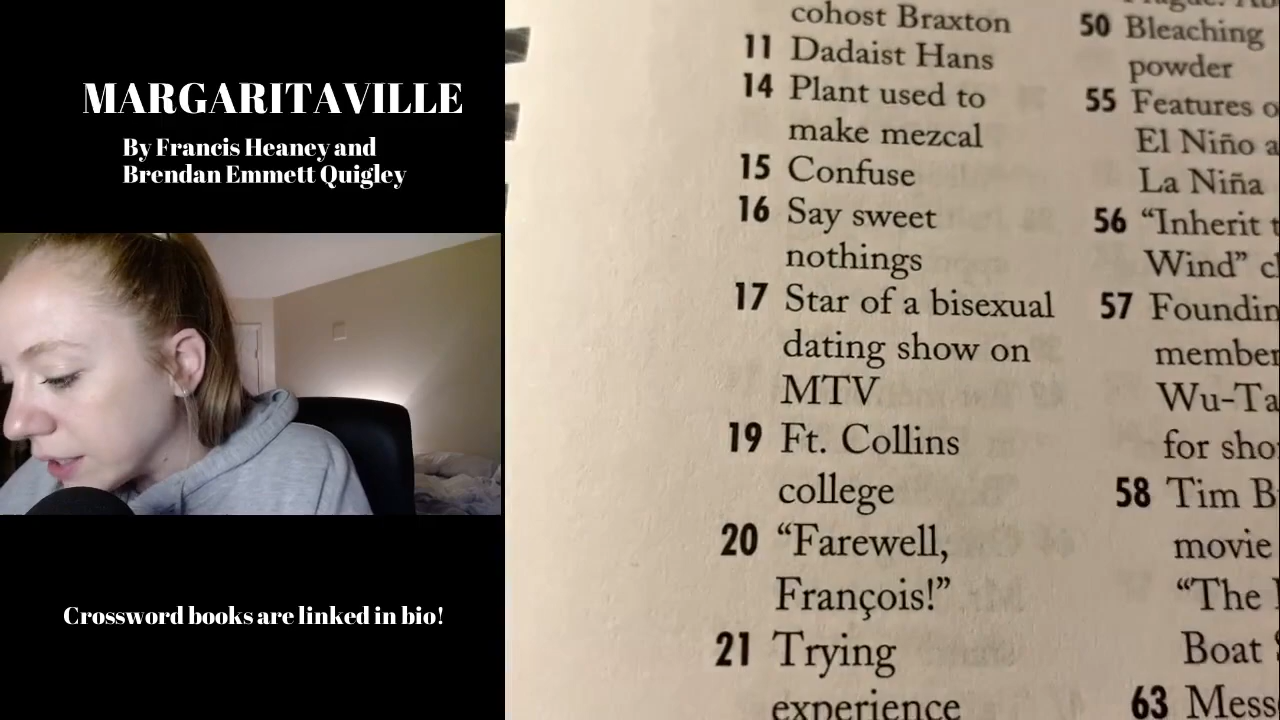 MARGARITAVILLE
By Francis Heaney and
Brendan Emmett Quigley
Crossword books are linked in bio!
cohost Braxton
11 Dadaist Hans
14 Plant used to
make mezcal
15 Confuse
16 Say sweet
nothings
17 Star of a bisexual
dating show on
MTV
19 Ft. Collins
college
20 “Farewell,
François!”
21 Trying
experience
50 Bleaching
powder
55 Features o
El Niño a
La Niña
56 “Inherit t
Wind” cl
57 Foundin
member
Wu-Ta
for sho
58 Tim B
movie
“The
Boat
63 Mess